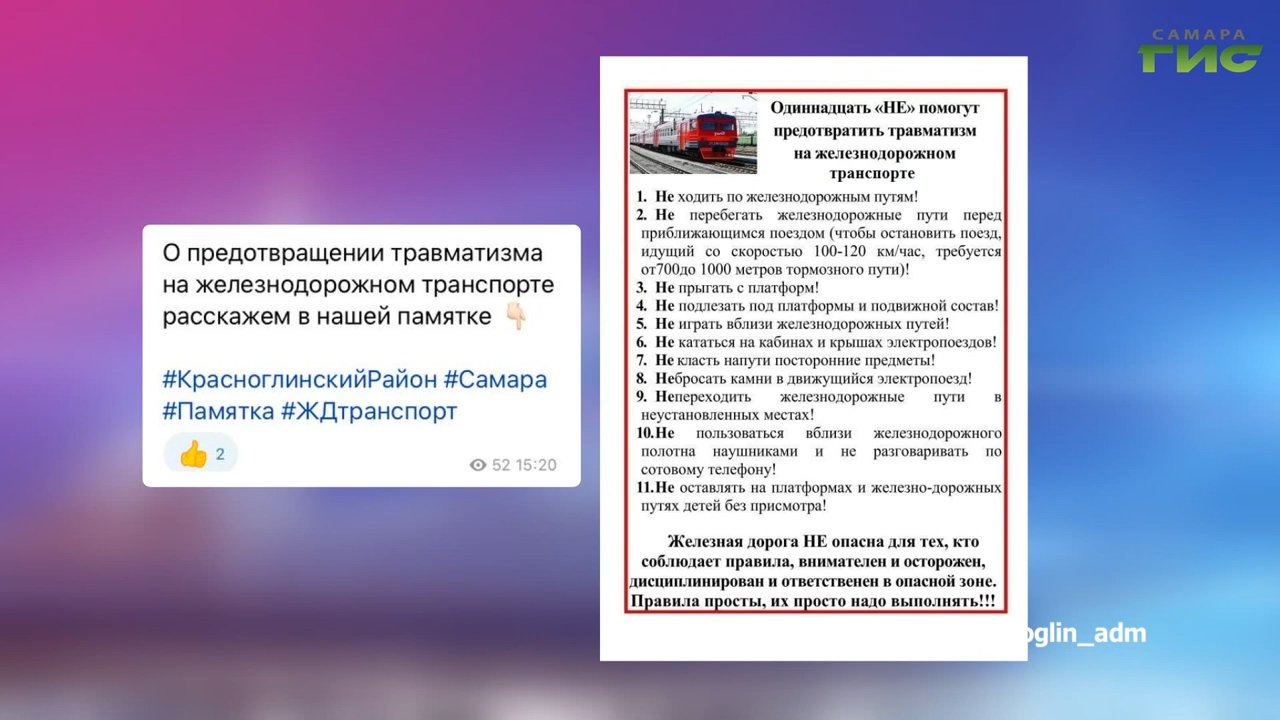 САМАРА
ГИС
О предотвращении травматизма
на железнодорожном транспорте
расскажем в нашей памятке 👇🏻
#КрасноглинскийРайон #Самара
#Памятка #ЖДтранспорт
👍 2
52 15:20
Одиннадцать «НЕ» помогут
предотвратить травматизм
на железнодорожном
транспорте
1. Не ходить по железнодорожным путям!
2. Не перебегать железнодорожные пути перед
приближающимся поездом (чтобы остановить поезд,
идущий со скоростью 100-120 км/час, требуется
от700до 1000 метров тормозного пути)!
3. Не прыгать с платформ!
4. Не подлезать под платформы и подвижной состав!
5. Не играть вблизи железнодорожных путей!
6. Не кататься на кабинах и крышах электропоездов!
7. Не класть напути посторонние предметы!
8. Небросать камни в движущийся электропоезд!
9. Непереходить железнодорожные пути в
неустановленных местах!
10.Не пользоваться вблизи железнодорожного
полотна наушниками и не разговаривать по
сотовому телефону!
11.Не оставлять на платформах и железно-дорожных
путях детей без присмотра!
Железная дорога НЕ опасна для тех, кто
соблюдает правила, внимателен и осторожен,
дисциплинирован и ответственен в опасной зоне.
Правила просты, их просто надо выполнять!!!
oglin_adm